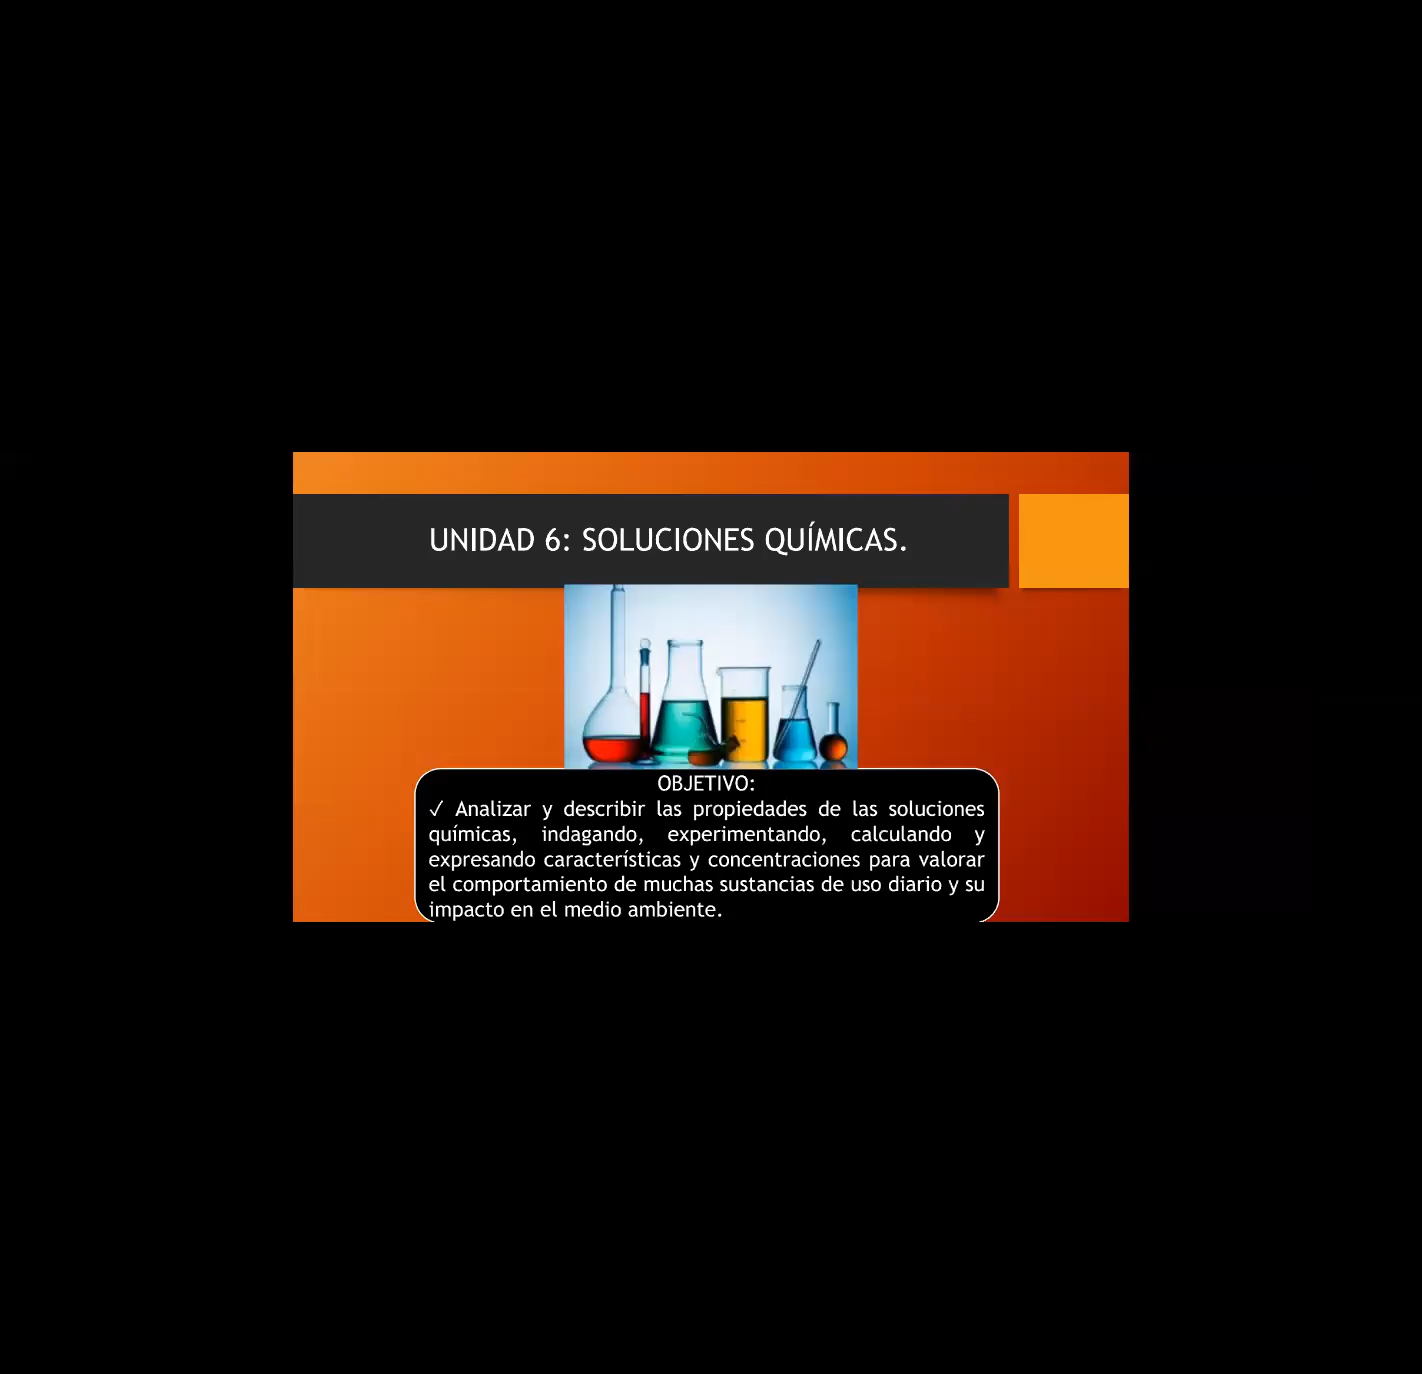 UNIDAD 6: SOLUCIONES QUÍMICAS.
OBJETIVO:
✓ Analizar y describir las propiedades de las soluciones
químicas, indagando, experimentando, calculando y
expresando características y concentraciones para valorar
el comportamiento de muchas sustancias de uso diario y su
impacto en el medio ambiente.